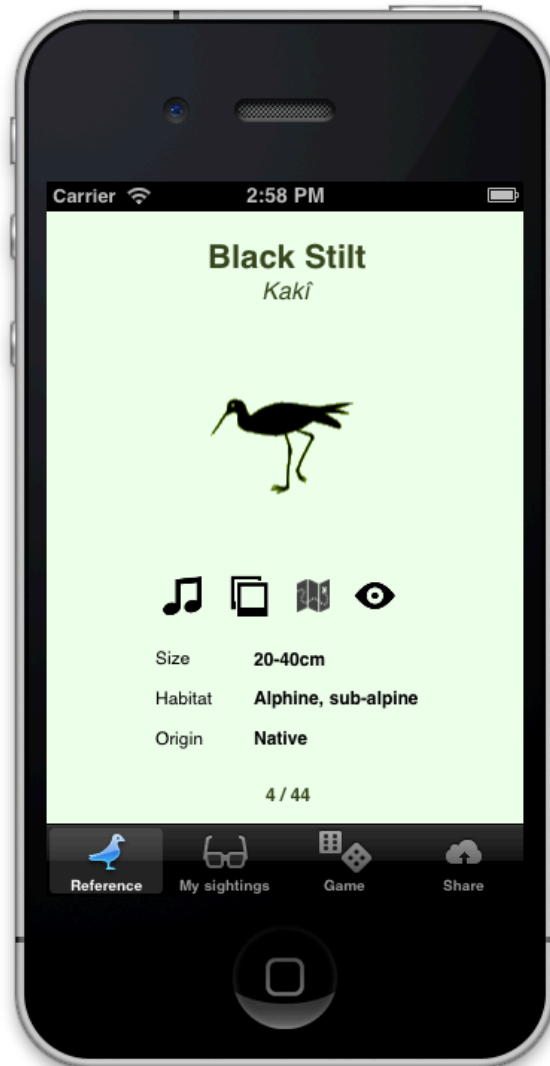 Carrier 2:58 PM
Black Stilt
Kakî
Size 20-40cm
Habitat Alphine, sub-alpine
Origin Native
4 / 44
Reference My sightings Game Share